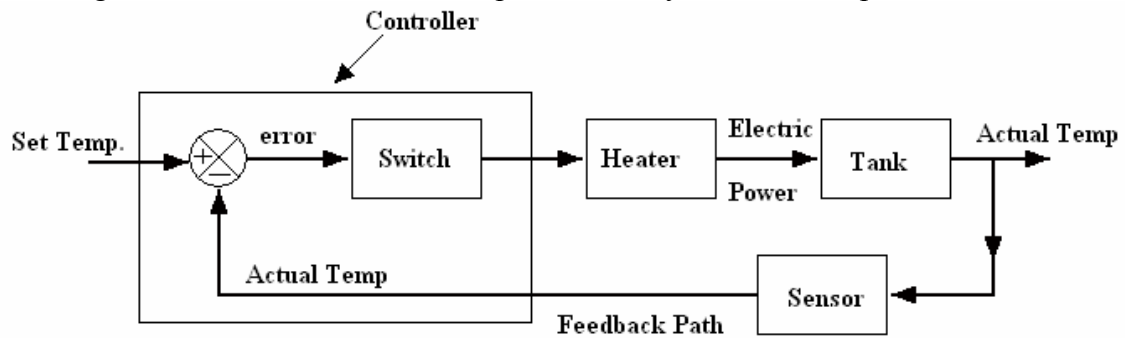 Controller
Set Temp.
+
−
error
Switch
Heater
Electric
Power
Tank
Actual Temp
Actual Temp
Sensor
Feedback Path